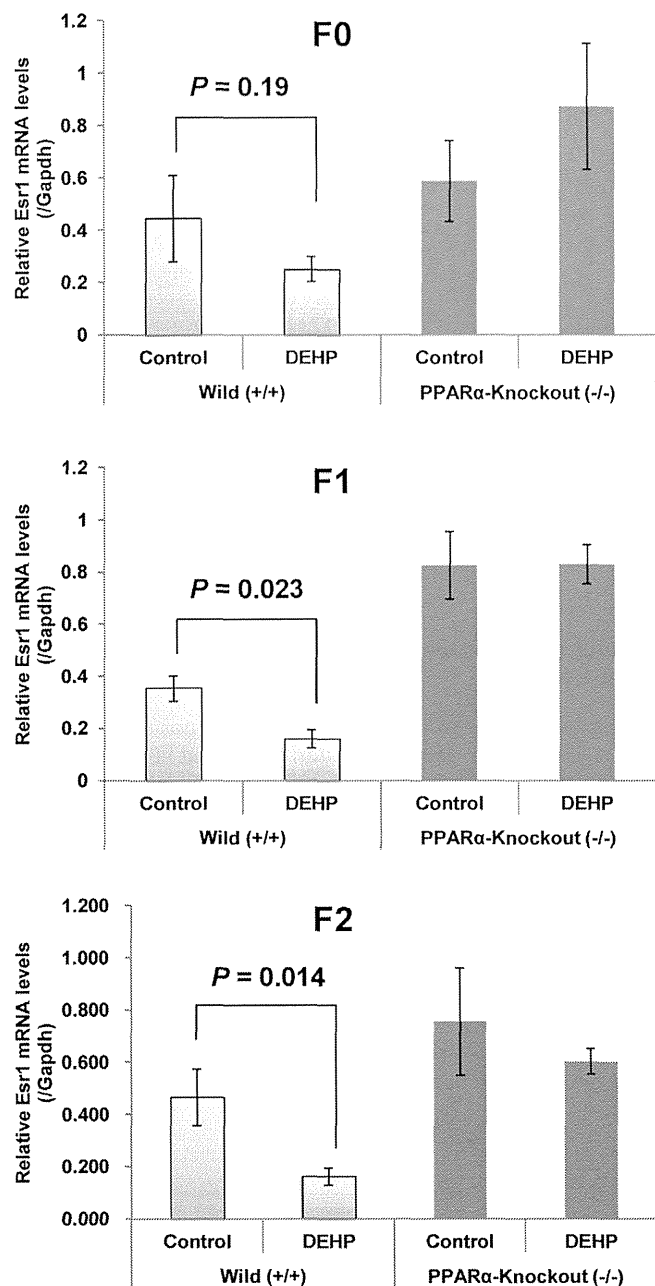 F0
P = 0.19
Relative Esr1 mRNA levels
(/Gapdh)
1.2
1
0.8
0.6
0.4
0.2
0
Control DEHP Control DEHP
Wild (+/+) PPARα-Knockout (-/-)
F1
P = 0.023
Relative Esr1 mRNA levels
(/Gapdh)
1.2
1
0.8
0.6
0.4
0.2
0
Control DEHP Control DEHP
Wild (+/+) PPARα-Knockout (-/-)
F2
P = 0.014
Relative Esr1 mRNA levels
(/Gapdh)
1.200
1.000
0.800
0.600
0.400
0.200
0.000
Control DEHP Control DEHP
Wild (+/+) PPARα-Knockout (-/-)